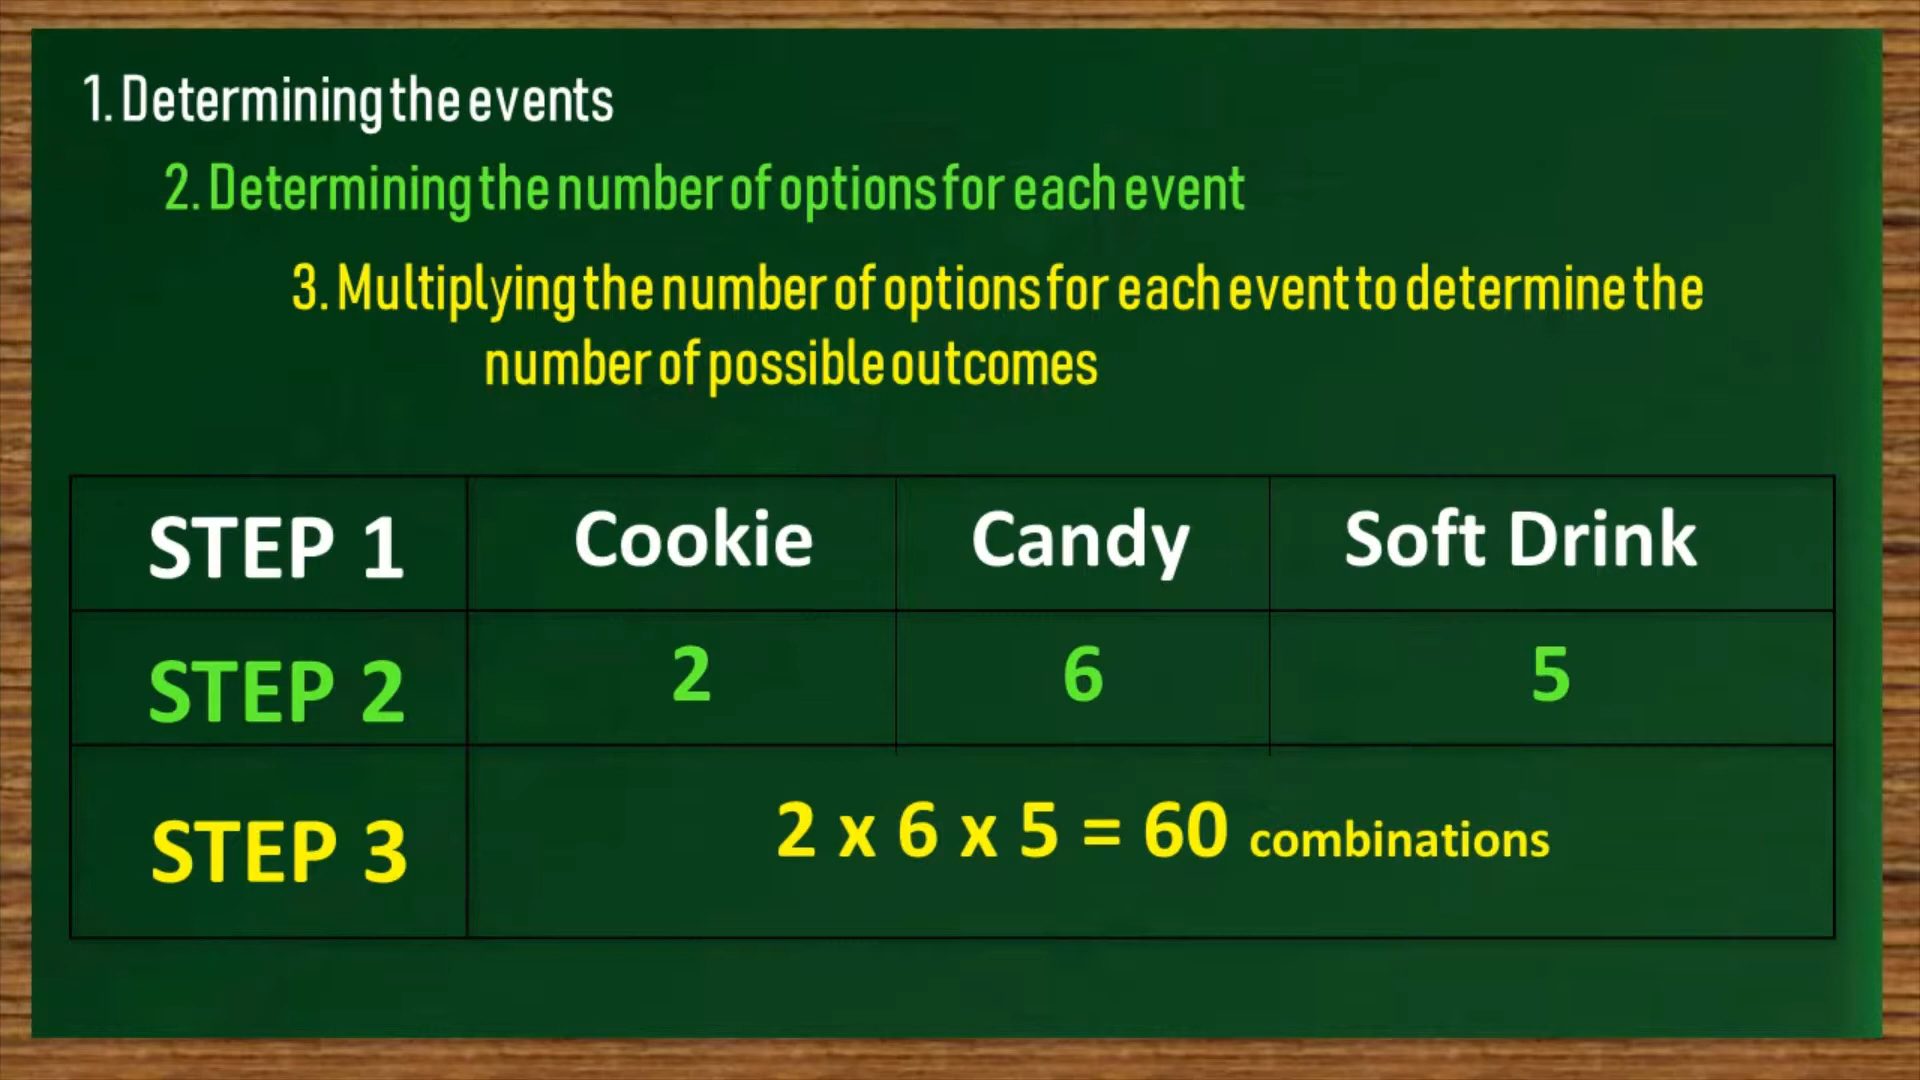 1. Determining the events
2. Determining the number of options for each event
3. Multiplying the number of options for each event to determine the
number of possible outcomes
STEP 1 Cookie Candy Soft Drink
STEP 2 2 6 5
STEP 3 2 x 6 x 5 = 60 combinations